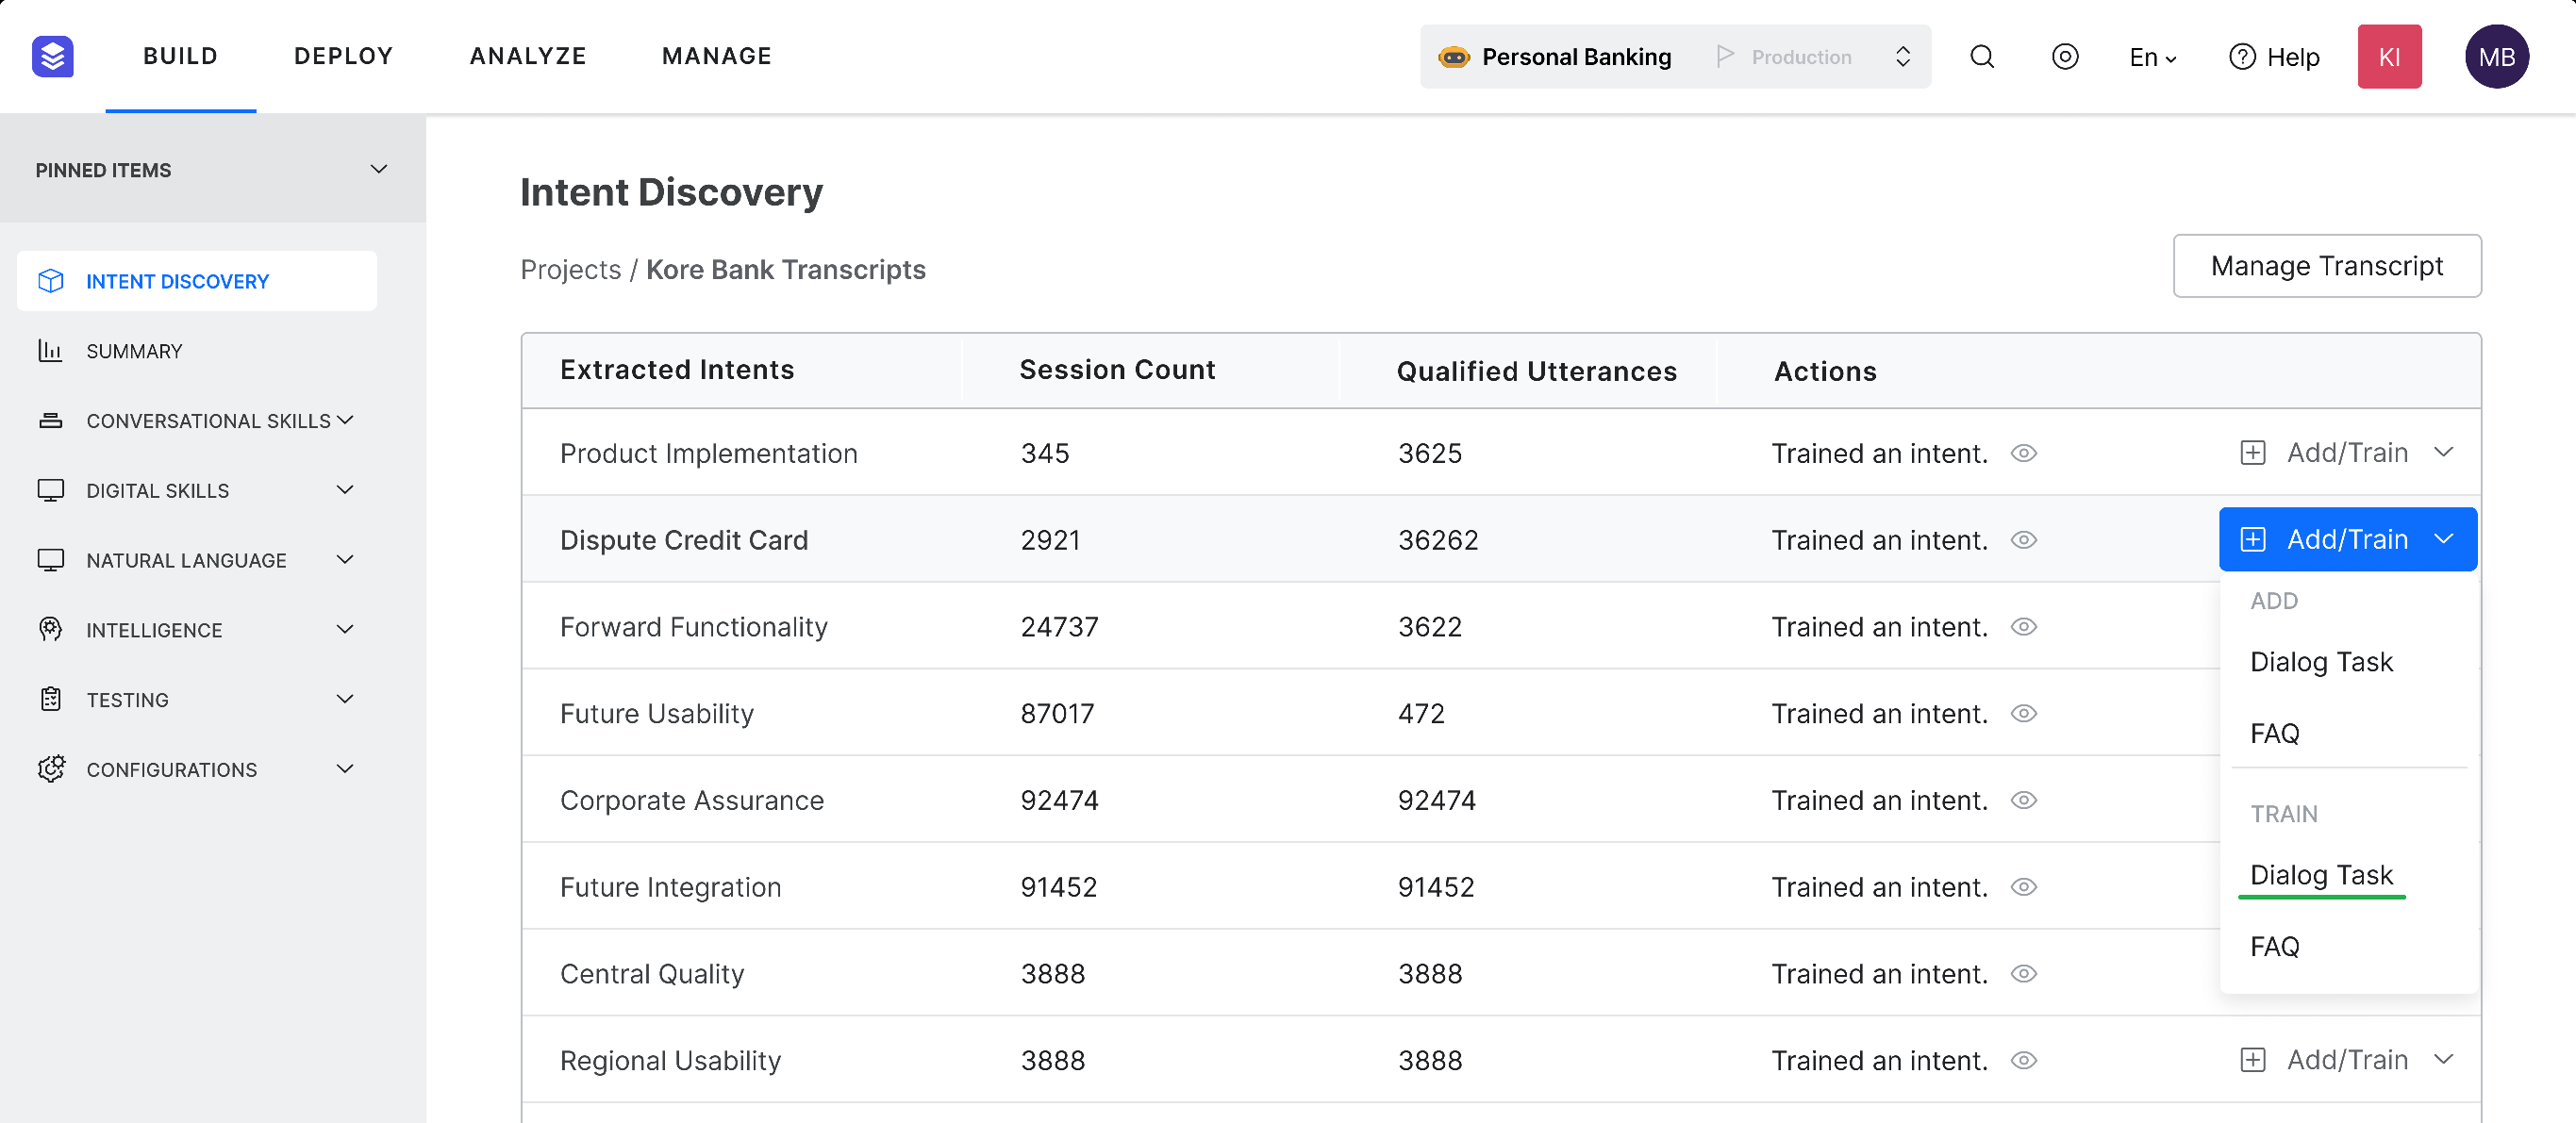 BUILD DEPLOY ANALYZE MANAGE Personal Banking Production En Help KI MB
PINNED ITEMS
INTENT DISCOVERY
SUMMARY
CONVERSATIONAL SKILLS
DIGITAL SKILLS
NATURAL LANGUAGE
INTELLIGENCE
TESTING
CONFIGURATIONS
Intent Discovery
Projects / Kore Bank Transcripts
Manage Transcript
Extracted Intents Session Count Qualified Utterances Actions
Product Implementation 345 3625 Trained an intent. Add/Train
Dispute Credit Card 2921 36262 Trained an intent. Add/Train
Forward Functionality 24737 3622 Trained an intent.
Future Usability 87017 472 Trained an intent.
Corporate Assurance 92474 92474 Trained an intent.
Future Integration 91452 91452 Trained an intent.
Central Quality 3888 3888 Trained an intent.
Regional Usability 3888 3888 Trained an intent. Add/Train
ADD
Dialog Task
FAQ
TRAIN
Dialog Task
FAQ